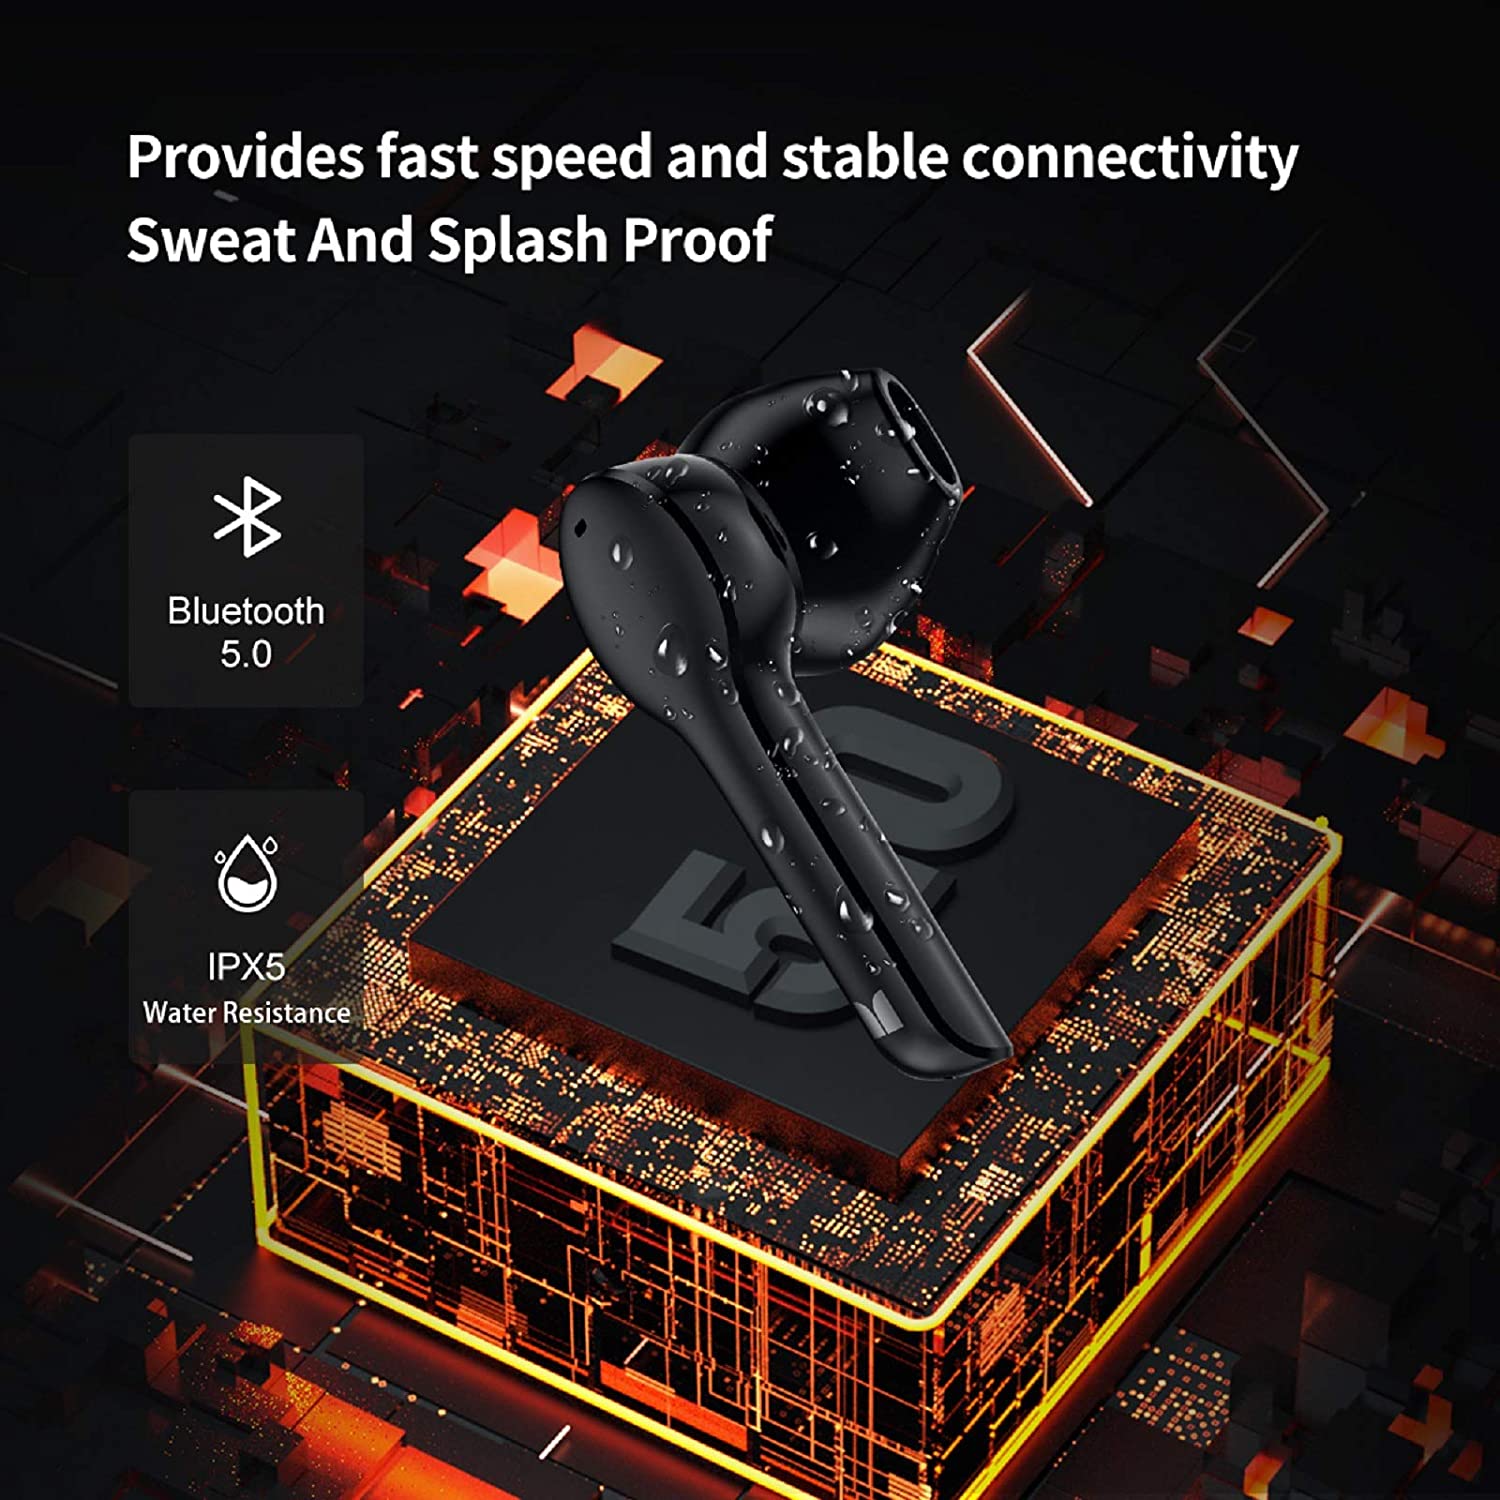 Provides fast speed and stable connectivity
Sweat And Splash Proof
Bluetooth
5.0
IPX5
Water Resistance
5.0